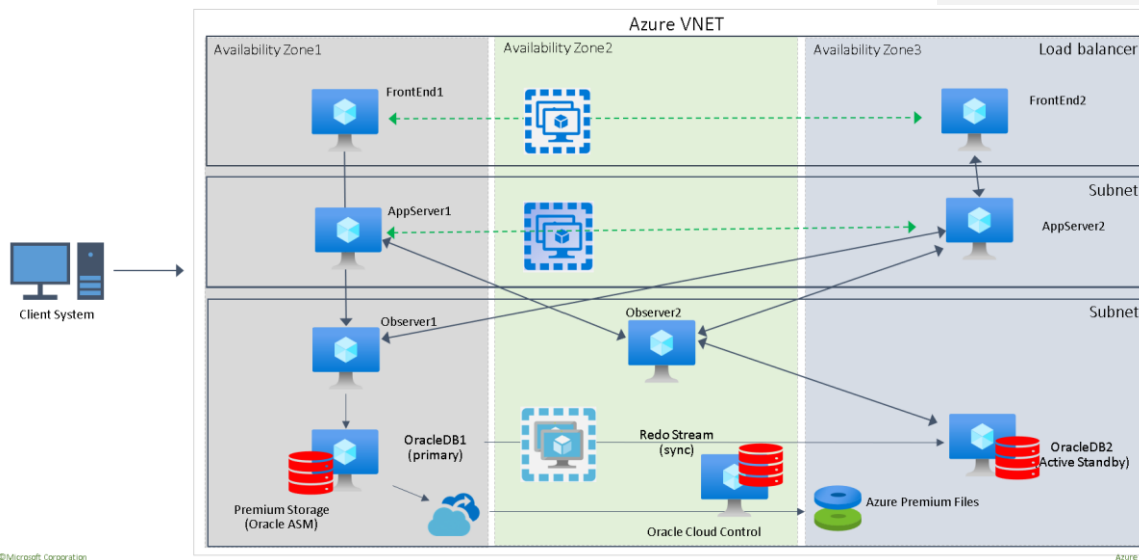 Azure VNET
Availability Zone1
Availability Zone2
Availability Zone3
Load balancer
FrontEnd1
FrontEnd2
Subnet
AppServer1
AppServer2
Client System
Subnet
Observer1
Observer2
OracleDB1
(primary)
Redo Stream
(sync)
OracleDB2
(Active Standby)
Premium Storage
(Oracle ASM)
Azure Premium Files
Oracle Cloud Control
©Microsoft Corporation
Azure